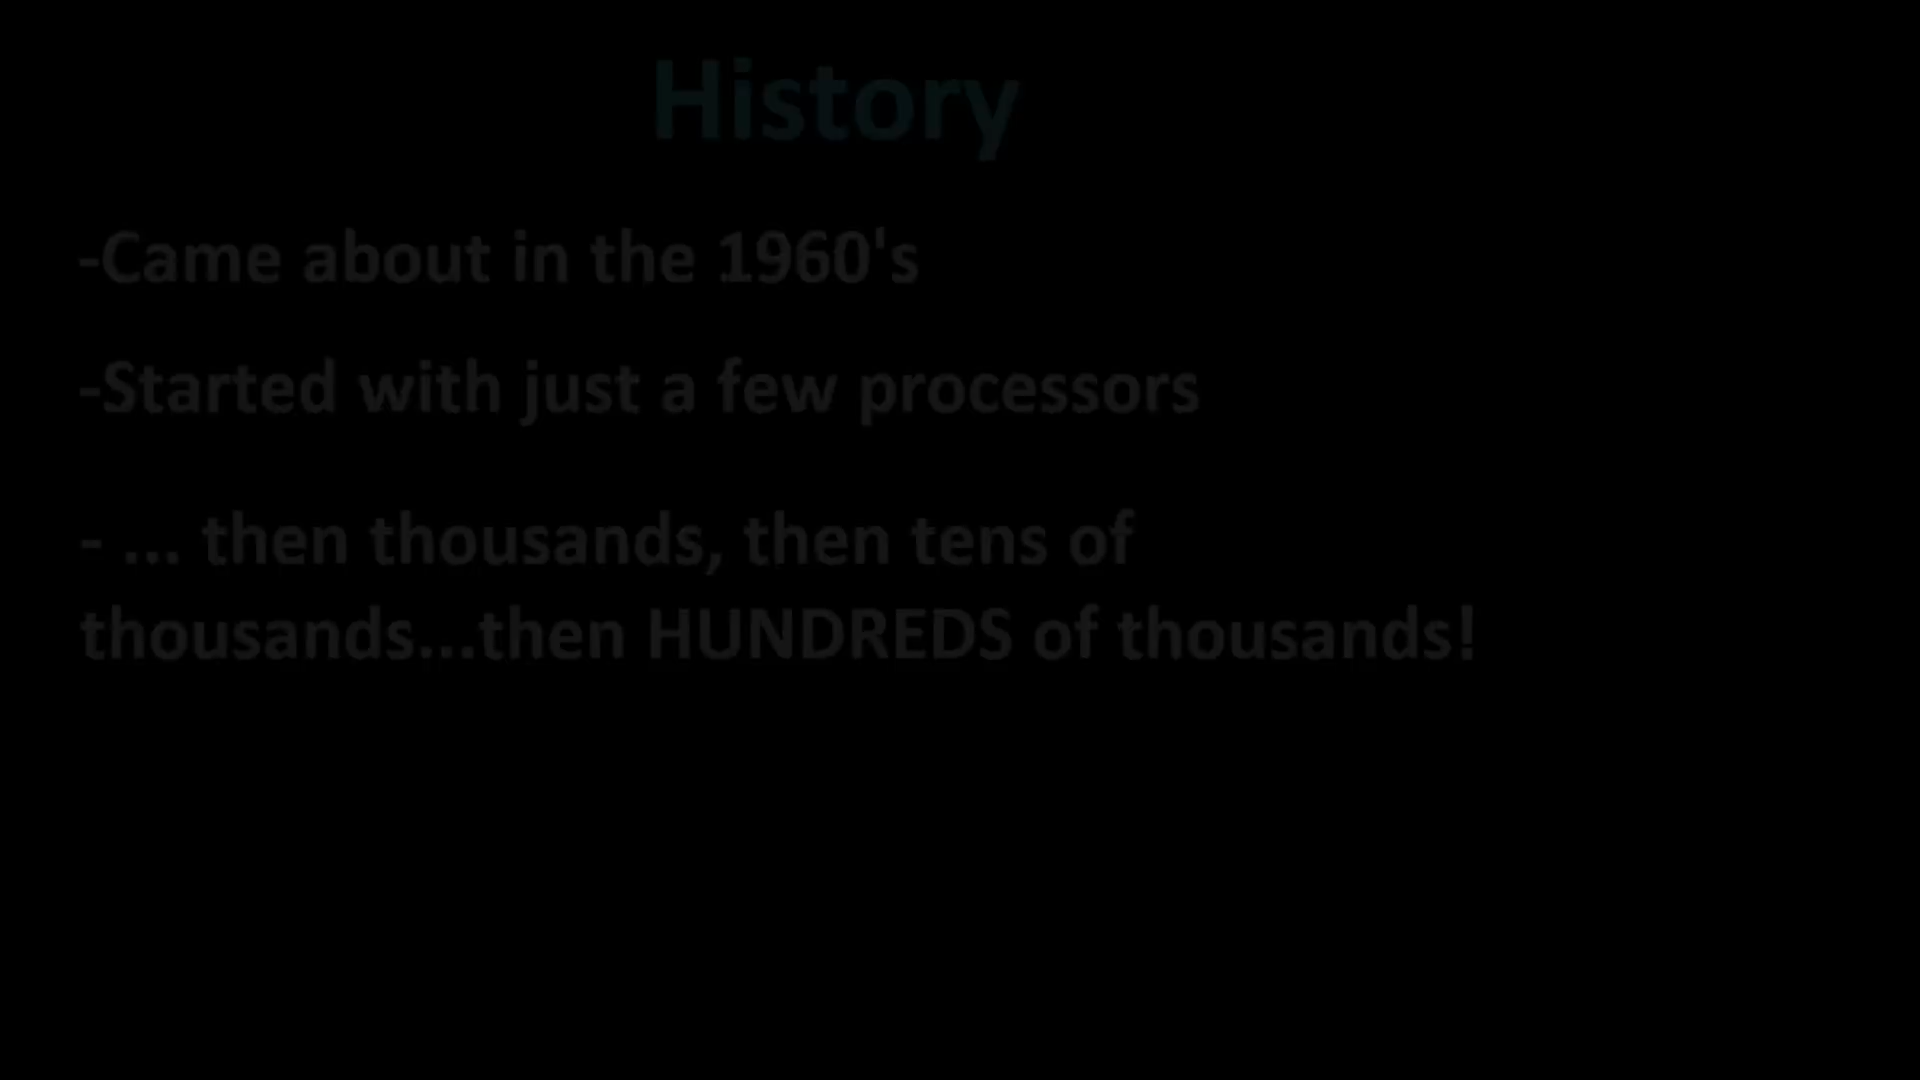 History
-Came about in the 1960's
-Started with just a few processors
- ... then thousands, then tens of
thousands...then HUNDREDS of thousands!